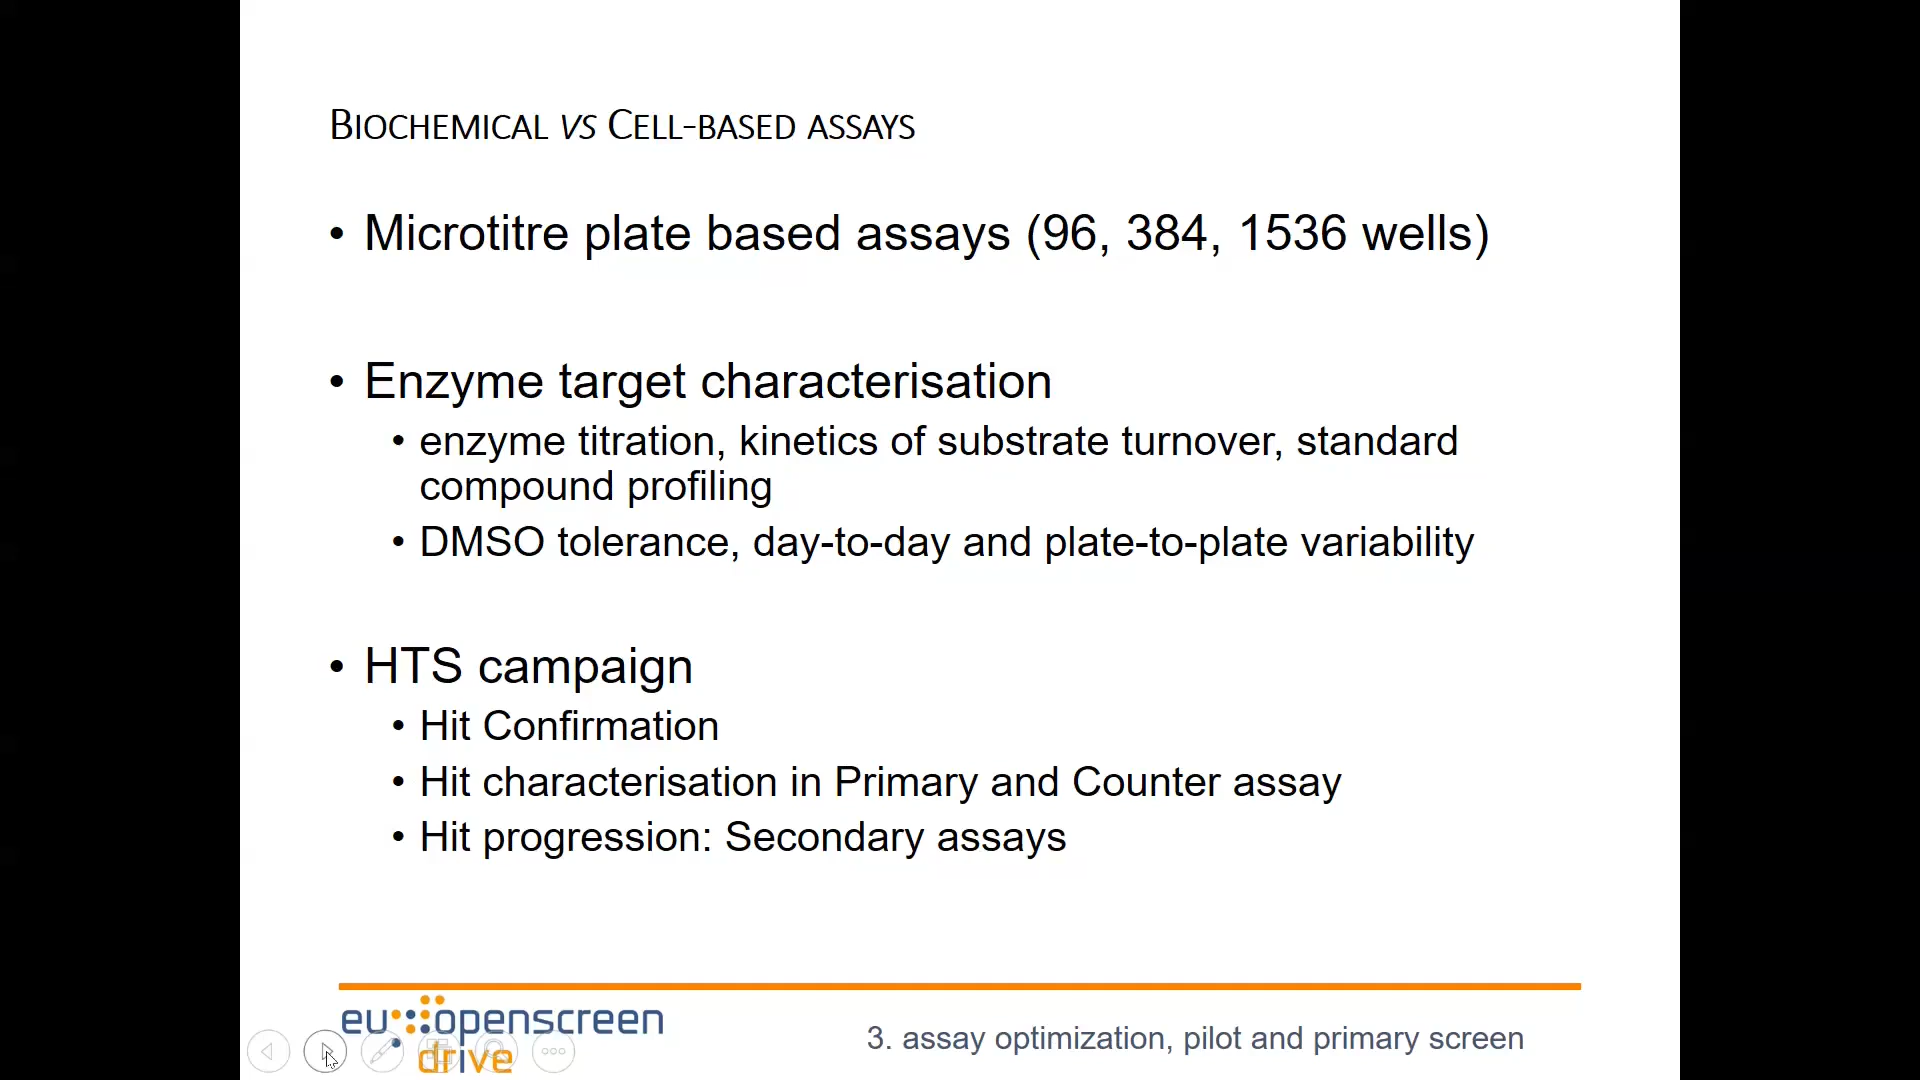 BIOCHEMICAL VS CELL-BASED ASSAYS
• Microtitre plate based assays (96, 384, 1536 wells)
• Enzyme target characterisation
• enzyme titration, kinetics of substrate turnover, standard
compound profiling
• DMSO tolerance, day-to-day and plate-to-plate variability
• HTS campaign
• Hit Confirmation
• Hit characterisation in Primary and Counter assay
• Hit progression: Secondary assays
eu openscreen
drive
3. assay optimization, pilot and primary screen